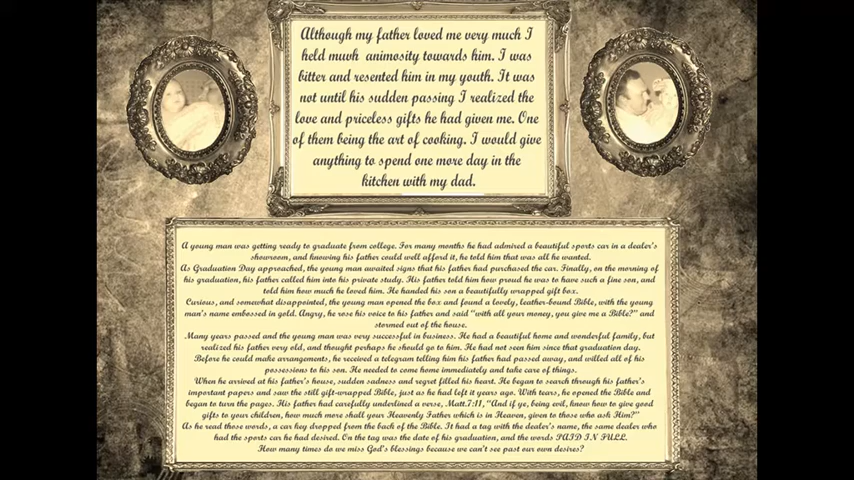 Although my father loved me very much I
held muvh animosity towards him. I was
bitter and resented him in my youth. It was
not until his sudden passing I realized the
love and priceless gifts he had given me. One
of them being the art of cooking. I would give
anything to spend one more day in the
kitchen with my dad.
A young man was getting ready to graduate from college. For many months he had admired a beautiful sports car in a dealer's
showroom, and knowing his father could well afford it, he told him that was all he wanted.
As Graduation Day approached, the young man awaited signs that his father had purchased the car. Finally, on the morning of
his graduation, his father called him into his private study. His father told him how proud he was to have such a fine son, and
told him how much he loved him. He handed his son a beautifully wrapped gift box.
Curious, and somewhat disappointed, the young man opened the box and found a lovely, leather-bound Bible, with the young
man's name embossed in gold. Angry, he rose his voice to his father and said "with all your money, you give me a Bible?" and
stormed out of the house.
Many years passed and the young man was very successful in business. He had a beautiful home and wonderful family, but
realized his father very old, and thought perhaps he should go to him. He had not seen him since that graduation day.
Before he could make arrangements, he received a telegram telling him his father had passed away, and willed all of his
possessions to his son. He needed to come home immediately and take care of things.
When he arrived at his father's house, sudden sadness and regret filled his heart. He began to search through his father's
important papers and saw the still gift-wrapped Bible, just as he had left it years ago. With tears, he opened the Bible and
began to turn the pages. His father had carefully underlined a verse, Matt.7:11, "And if ye, being evil, know how to give good
gifts to your children, how much more shall your Heavenly Father which is in Heaven, given to those who ask Him?"
As he read those words, a car key dropped from the back of the Bible. It had a tag with the dealer's name, the same dealer who
had the sports car he had desired. On the tag was the date of his graduation, and the words PAID IN FULL.
How many times do we miss God's blessings because we can't see past our own desires?